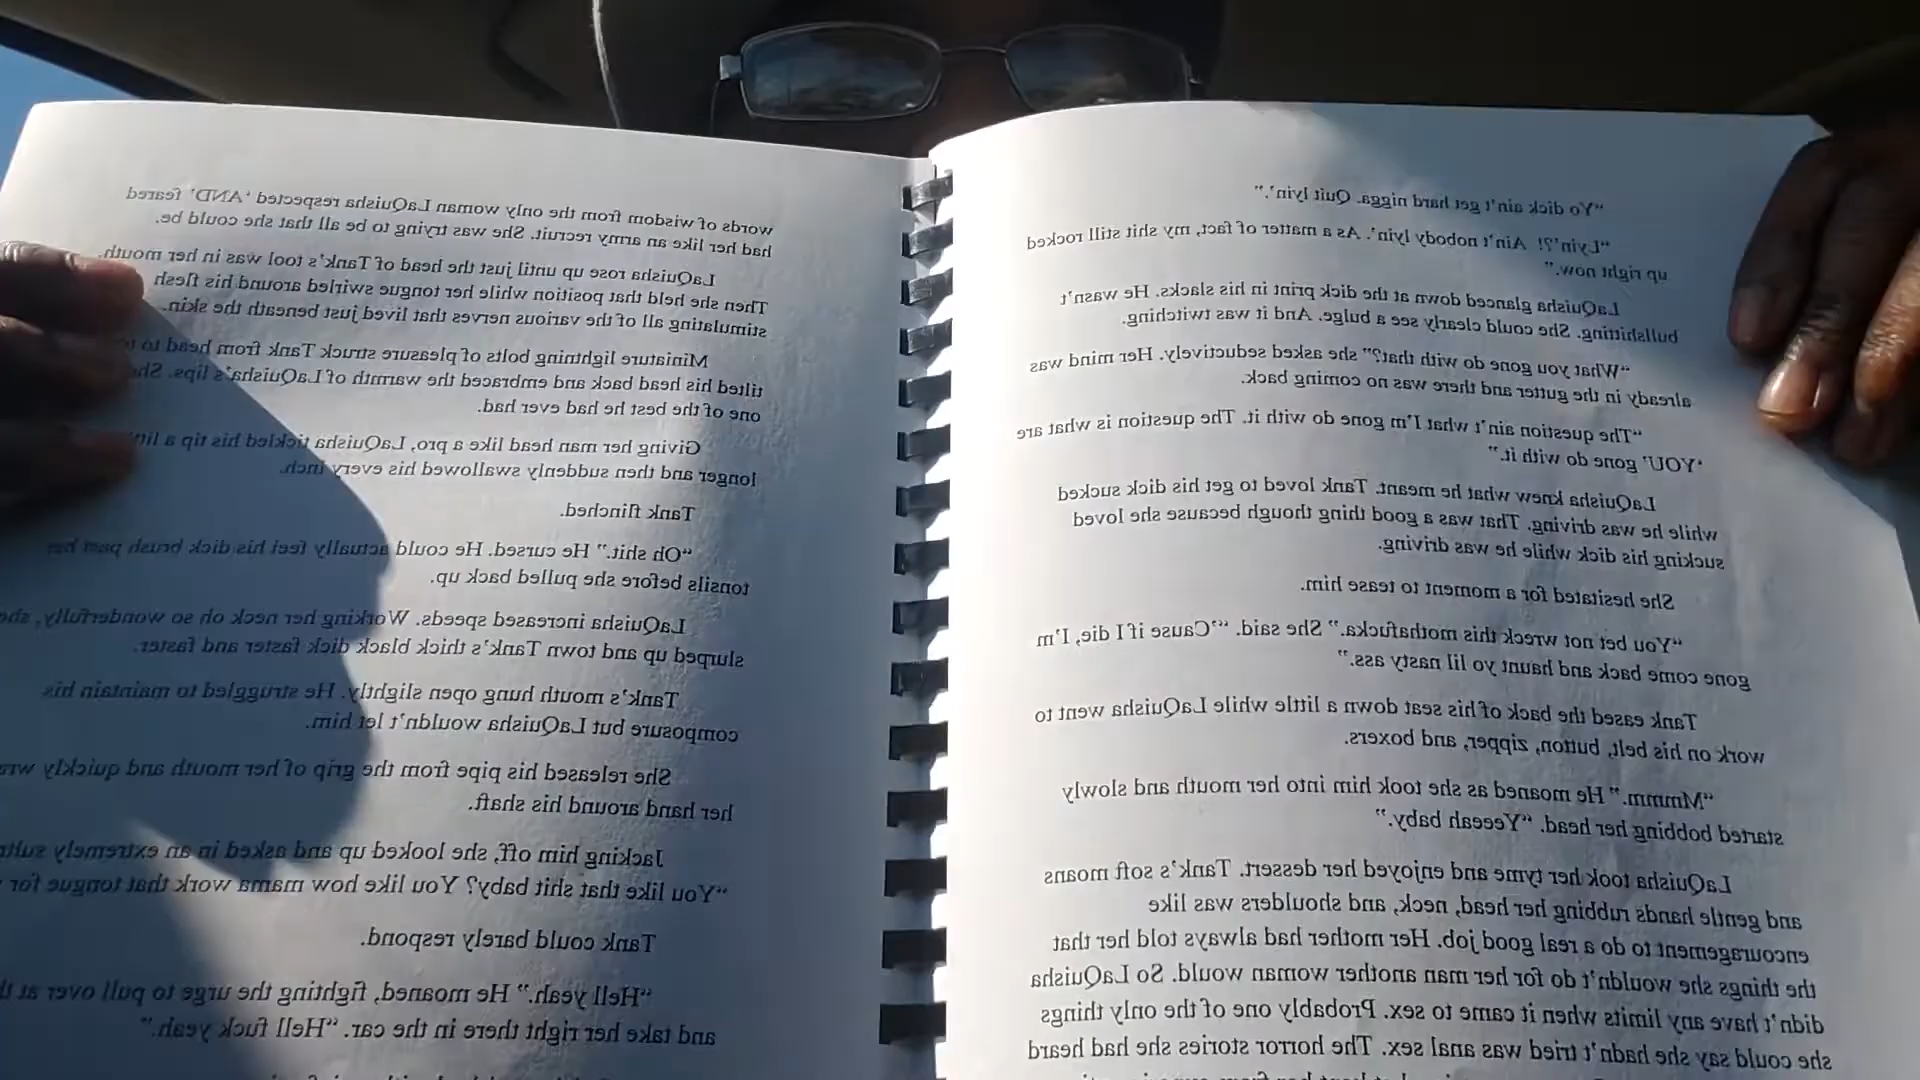 “Yo dick ain’t get hard nigga. Quit lyin’.”
“Lyin’?! Ain’t nobody lyin’. As a matter of fact, my shit still rocked
up right now.”
LaQuisha glanced down at the dick print in his slacks. He wasn’t
bullshitting. She could clearly see a bulge. And it was twitching.
“What you gone do with that?” she asked seductively. Her mind was
already in the gutter and there was no coming back.
“The question ain’t what I’m gone do with it. The question is what are
‘YOU’ gone do with it.”
LaQuisha knew what he meant. Tank loved to get his dick sucked
while he was driving. That was a good thing though because she loved
sucking his dick while he was driving.
She hesitated for a moment to tease him.
“You bet not wreck this mothafucka.” She said. “’Cause if I die, I’m
gone come back and haunt yo lil nasty ass.”
Tank eased the back of his seat down a little while LaQuisha went to
work on his belt, button, zipper, and boxers.
“Mmmm.” He moaned as she took him into her mouth and slowly
started bobbing her head. “Yeeeah baby.”
LaQuisha took her tyme and enjoyed her dessert. Tank’s soft moans
and gentle hands rubbing her head, neck, and shoulders was like
encouragement to do a real good job. Her mother had always told her that
the things she wouldn’t do for her man another woman would. So LaQuisha
didn’t have any limits when it came to sex. Probably one of the only things
she could say she hadn’t tried was anal sex. The horror stories she had heard
words of wisdom from the only woman LaQuisha respected ‘AND’ feared
had her like an army recruit. She was trying to be all that she could be.
LaQuisha rose up until just the head of Tank’s tool was in her mouth.
Then she held that position while her tongue swirled around his flesh
stimulating all of the various nerves that lived just beneath the skin.
Miniature lightning bolts of pleasure struck Tank from head to
tilted his head back and embraced the warmth of LaQuisha’s lips.
one of the best he had ever had.
Giving her man head like a pro, LaQuisha tickled his tip a
longer and then suddenly swallowed his every inch.
Tank flinched.
“Oh shit.” He cursed. He could actually feel his dick brush past her
tonsils before she pulled back up.
LaQuisha increased speeds. Working her neck oh so wonderfully, she
slurped up and town Tank’s thick black dick faster and faster.
Tank’s mouth hung open slightly. He struggled to maintain his
composure but LaQuisha wouldn’t let him.
She released his pipe from the grip of her mouth and quickly
her hand around his shaft.
Jacking him off, she looked up and asked in an extremely
“You like that shit baby? You like how mama work that tongue for
Tank could barely respond.
“Hell yeah.” He moaned, fighting the urge to pull over at
and take her right there in the car. “Hell fuck yeah.”